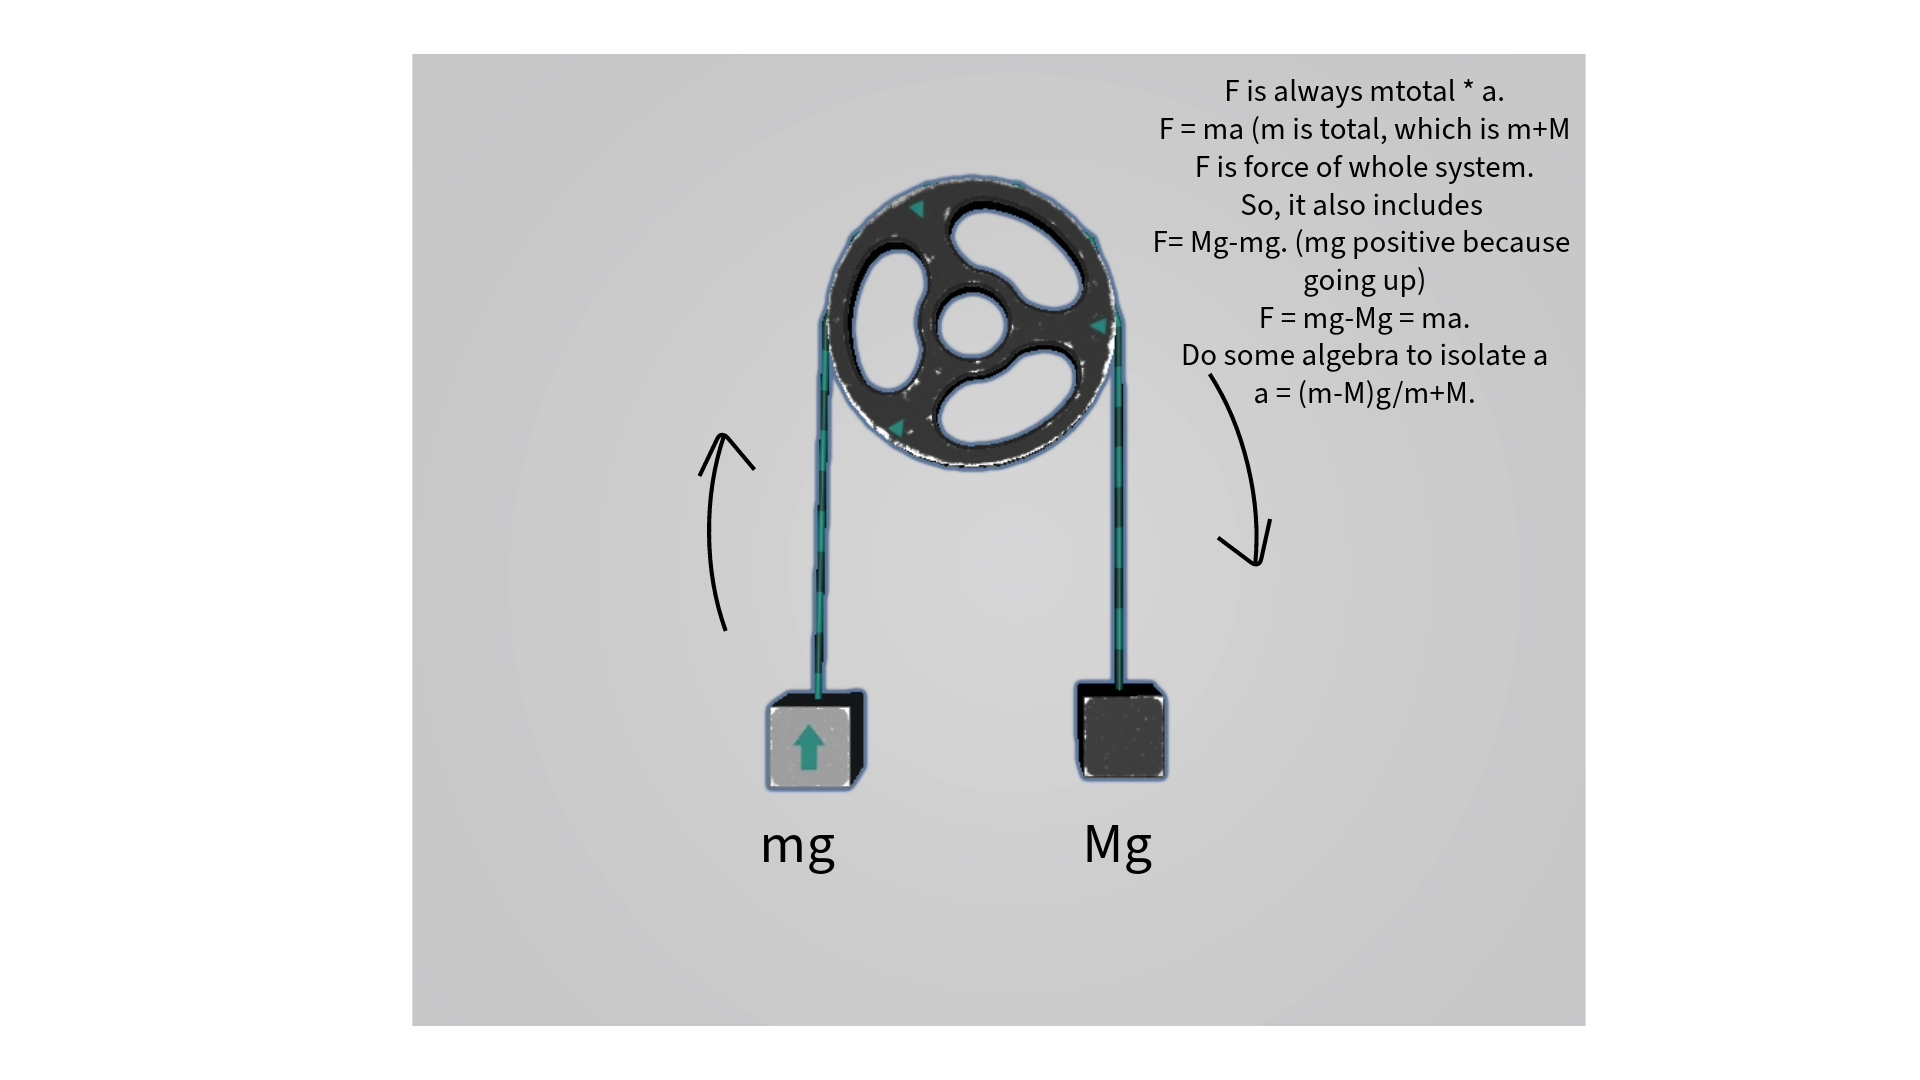 F is always mtotal * a.
F = ma (m is total, which is m+M
F is force of whole system.
So, it also includes
F= Mg-mg. (mg positive because
going up)
F = mg-Mg = ma.
Do some algebra to isolate a
a = (m-M)g/m+M.
mg
Mg